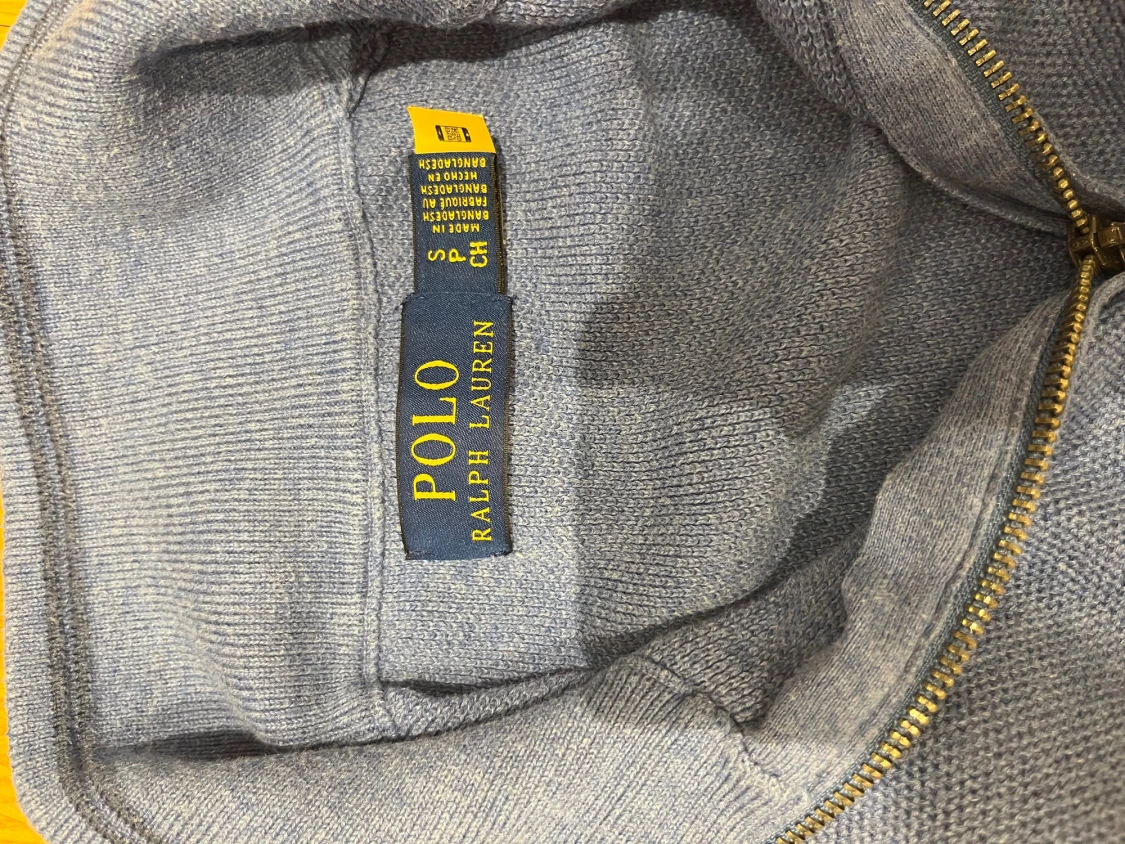 POLO
RALPH LAUREN
S
P
CH
MADE IN
BANGLADESH
FABRIQUÉ AU
BANGLADESH
HECHO EN
BANGLADESH